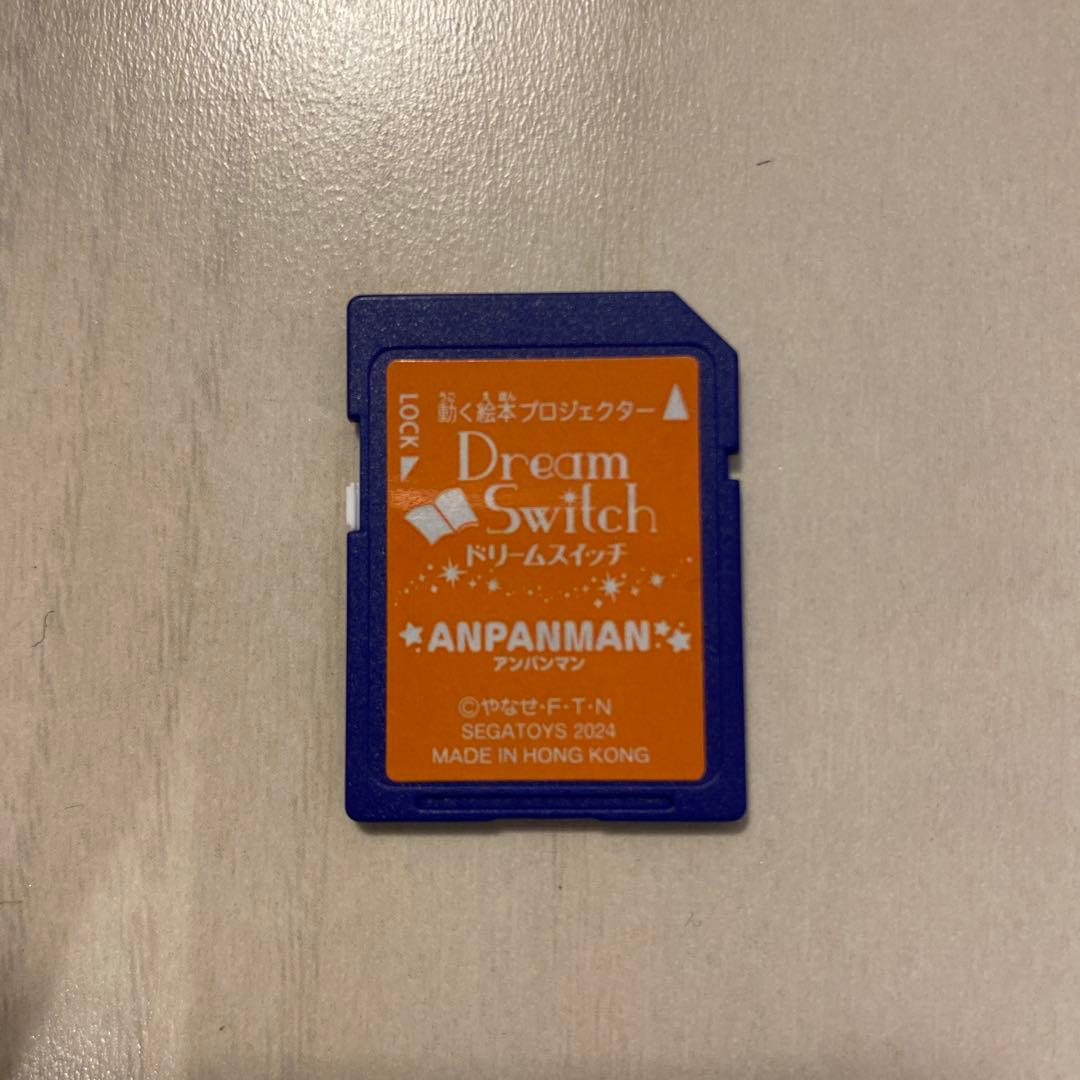 LOCK
うご え ほん
動く絵本プロジェクター
Dream
Switch
ドリームスイッチ
ANPANMAN
アンパンマン
©やなせ・F・T・N
SEGATOYS 2024
MADE IN HONG KONG